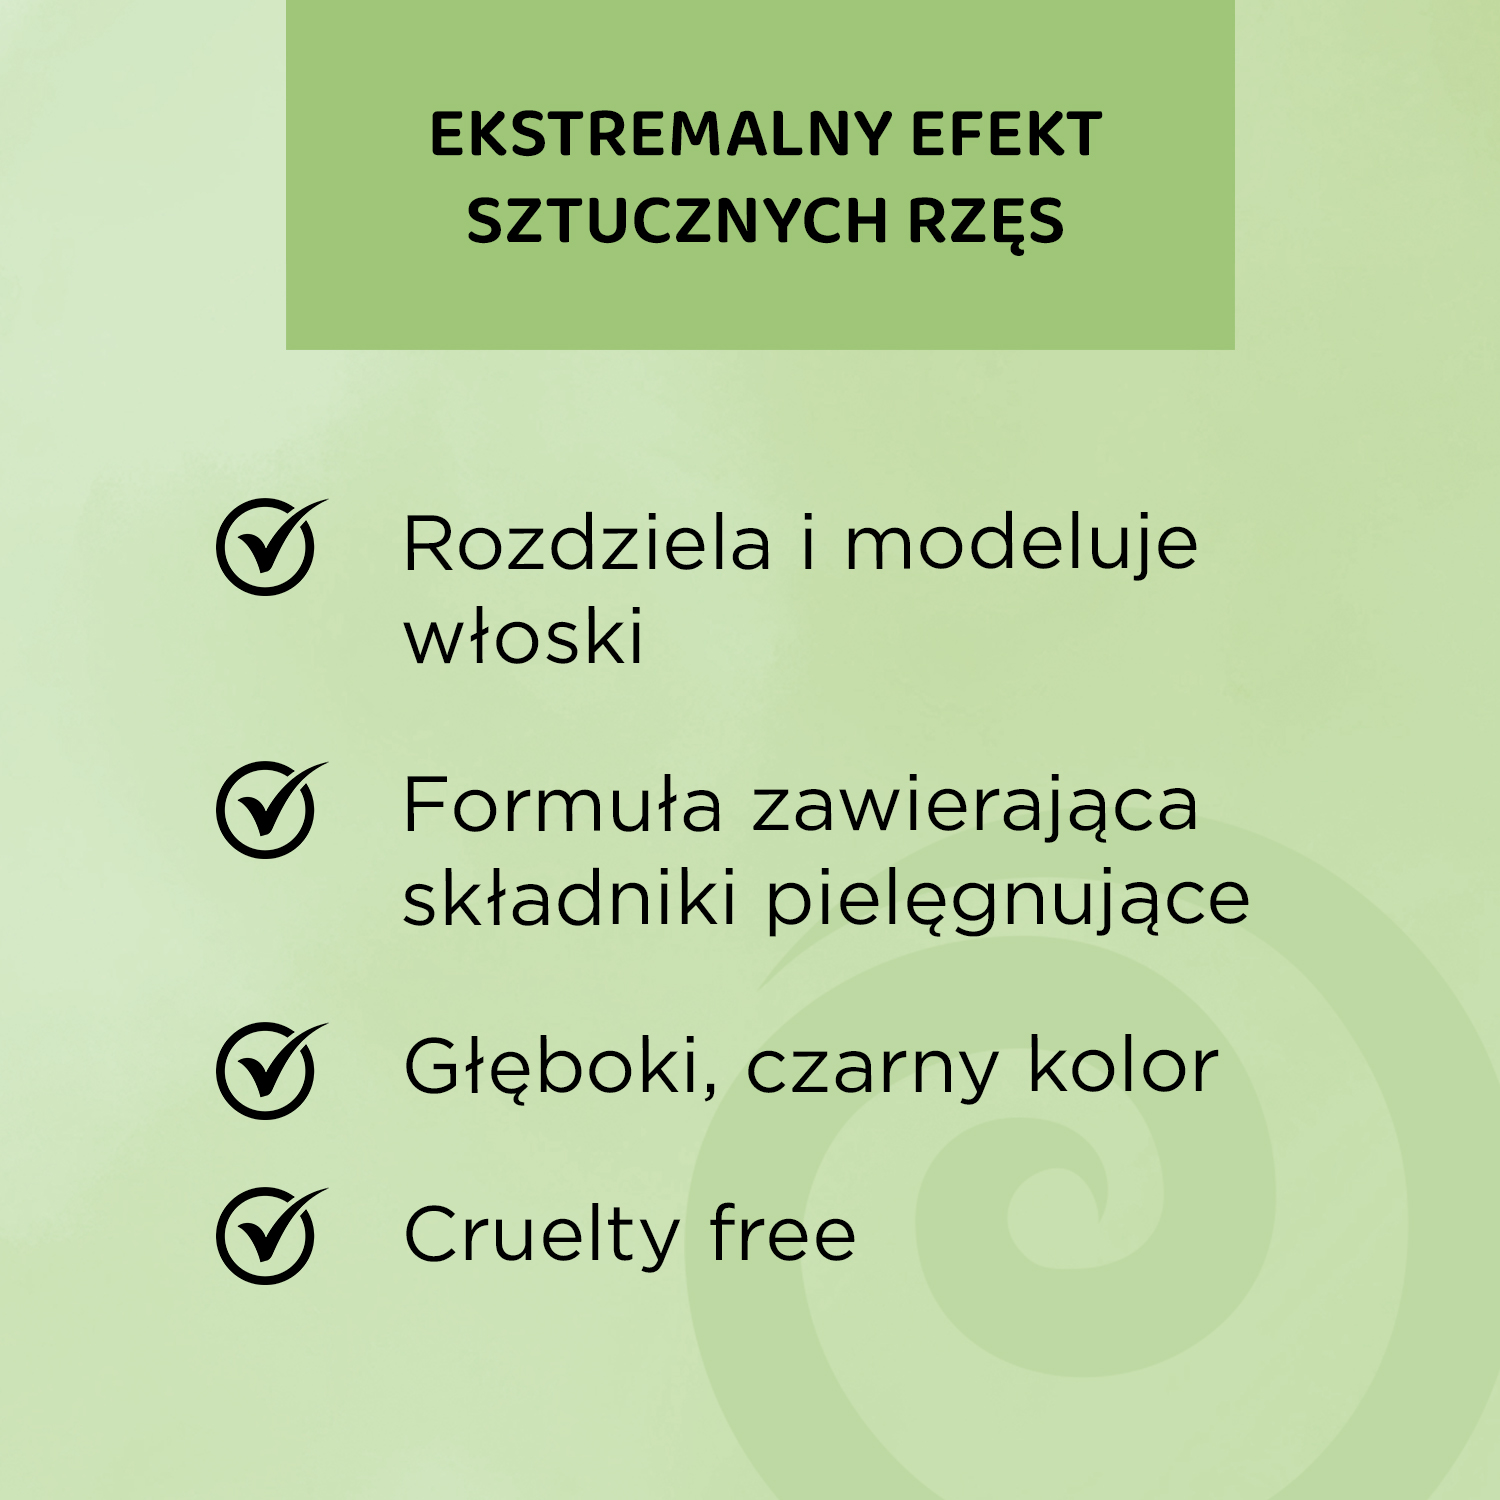 EKSTREMALNY EFEKT
SZTUCZNYCH RZĘS
Rozdziela i modeluje
włoski
Formuła zawierająca
składniki pielęgnujące
Głęboki, czarny kolor
Cruelty free